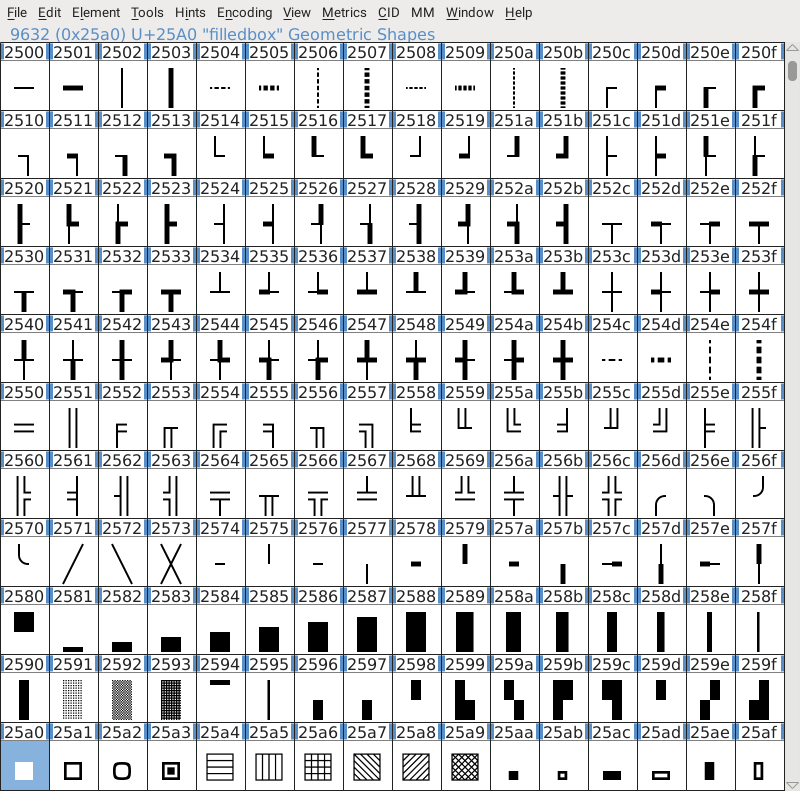 File Edit Element Tools Hints Encoding View Metrics CID MM Window Help
9632 (0x25a0) U+25A0 "filledbox" Geometric Shapes
2500 2501 2502 2503 2504 2505 2506 2507 2508 2509 250a 250b 250c 250d 250e 250f
2510 2511 2512 2513 2514 2515 2516 2517 2518 2519 251a 251b 251c 251d 251e 251f
2520 2521 2522 2523 2524 2525 2526 2527 2528 2529 252a 252b 252c 252d 252e 252f
2530 2531 2532 2533 2534 2535 2536 2537 2538 2539 253a 253b 253c 253d 253e 253f
2540 2541 2542 2543 2544 2545 2546 2547 2548 2549 254a 254b 254c 254d 254e 254f
2550 2551 2552 2553 2554 2555 2556 2557 2558 2559 255a 255b 255c 255d 255e 255f
2560 2561 2562 2563 2564 2565 2566 2567 2568 2569 256a 256b 256c 256d 256e 256f
2570 2571 2572 2573 2574 2575 2576 2577 2578 2579 257a 257b 257c 257d 257e 257f
2580 2581 2582 2583 2584 2585 2586 2587 2588 2589 258a 258b 258c 258d 258e 258f
2590 2591 2592 2593 2594 2595 2596 2597 2598 2599 259a 259b 259c 259d 259e 259f
25a0 25a1 25a2 25a3 25a4 25a5 25a6 25a7 25a8 25a9 25aa 25ab 25ac 25ad 25ae 25af